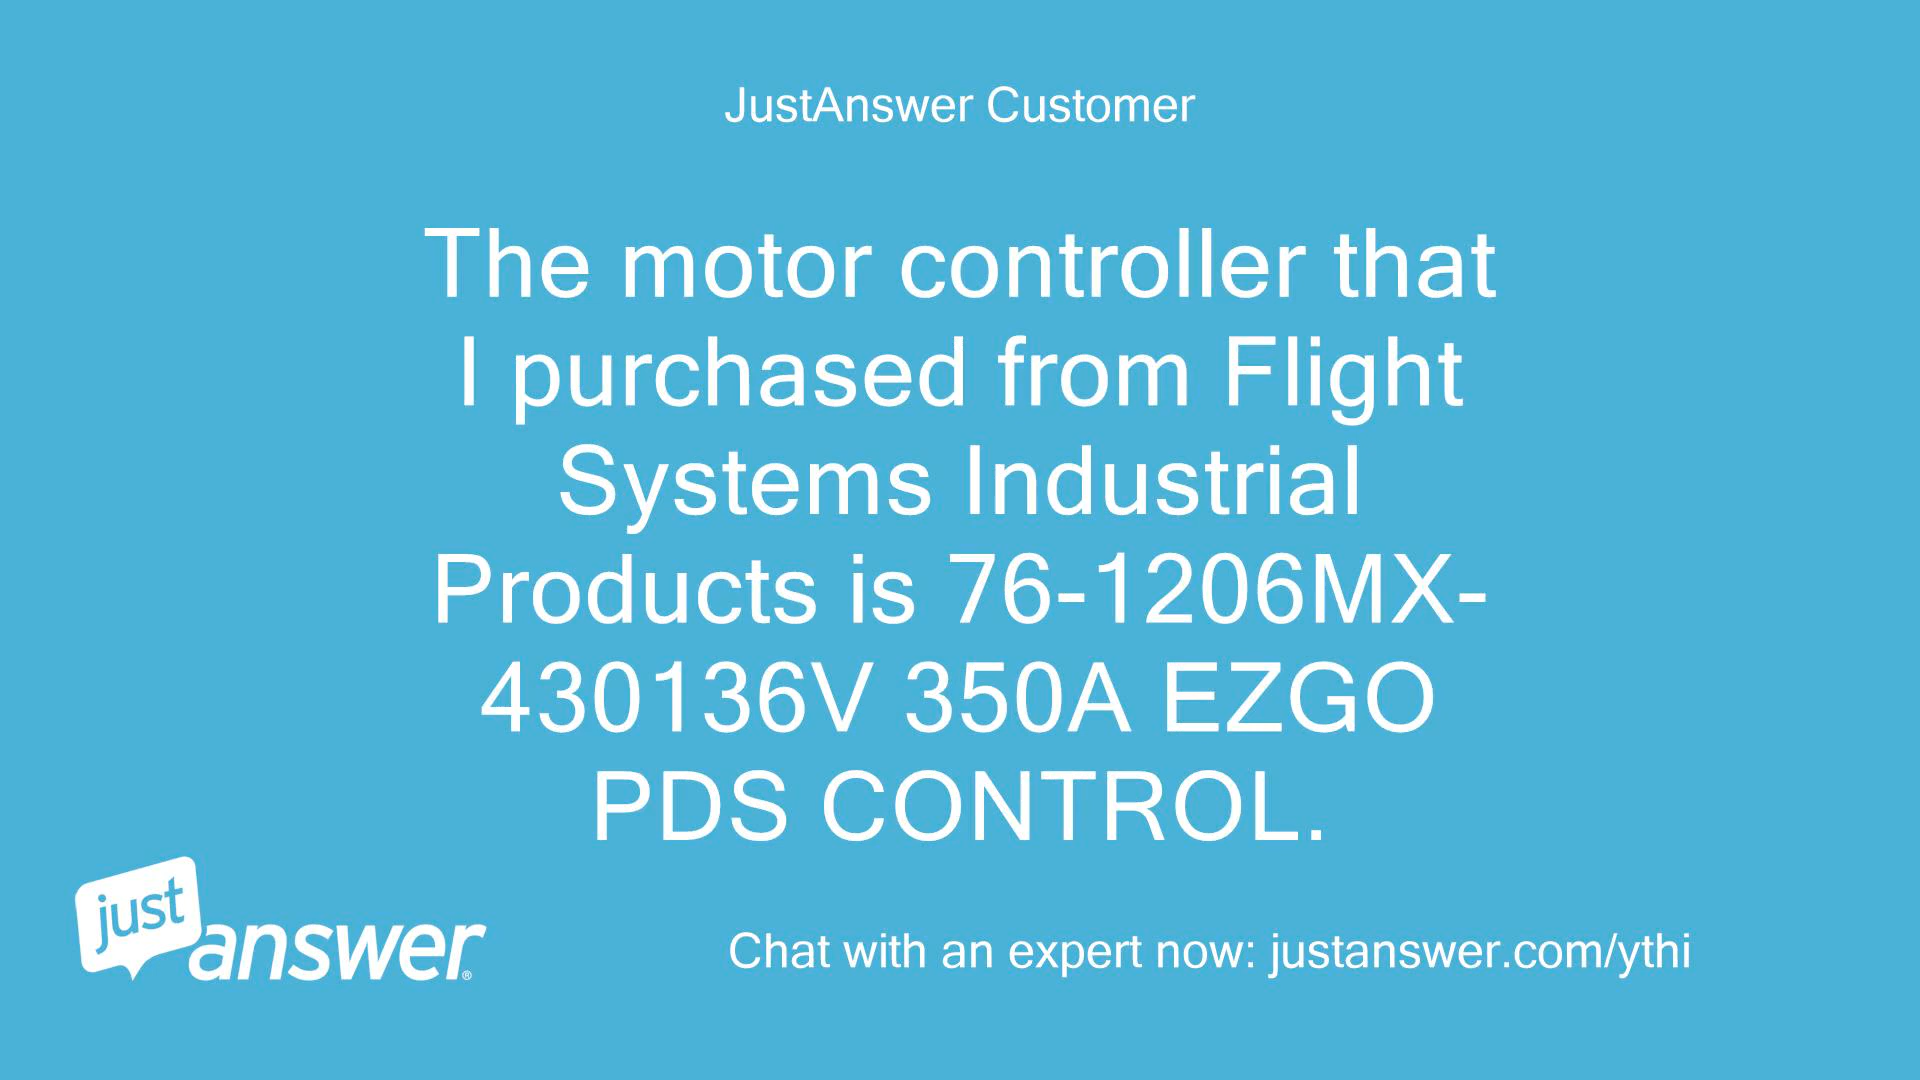 JustAnswer Customer
The motor controller that
I purchased from Flight
Systems Industrial
Products is 76-1206MX-
430136V 350A EZGO
PDS CONTROL.
just
answer®
Chat with an expert now: justanswer.com/ythi